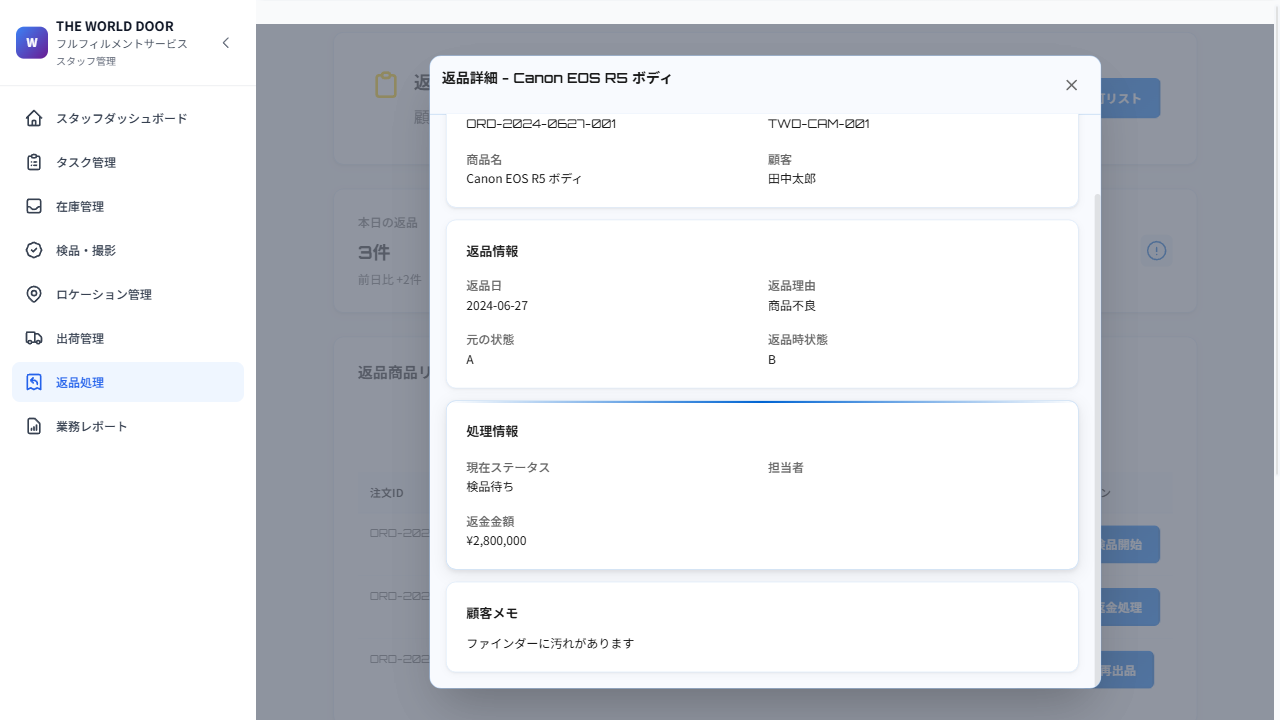 THE WORLD DOOR
フルフィルメントサービス
スタッフ管理
W
スタッフダッシュボード
タスク管理
在庫管理
検品・撮影
ロケーション管理
出荷管理
返品処理
業務レポート
返
顧
可リスト
本日の返品
3件
前日比 +2件
返品商品リ
注文ID
ン
ORD-202
検品開始
ORD-202
返金処理
ORD-202
再出品
返品詳細 - Canon EOS R5 ボディ
ORD-2024-0627-001
TWD-CAM-001
商品名
顧客
Canon EOS R5 ボディ
田中太郎
返品情報
返品日
返品理由
2024-06-27
商品不良
元の状態
返品時状態
A
B
処理情報
現在ステータス
担当者
検品待ち
返金金額
¥2,800,000
顧客メモ
ファインダーに汚れがあります